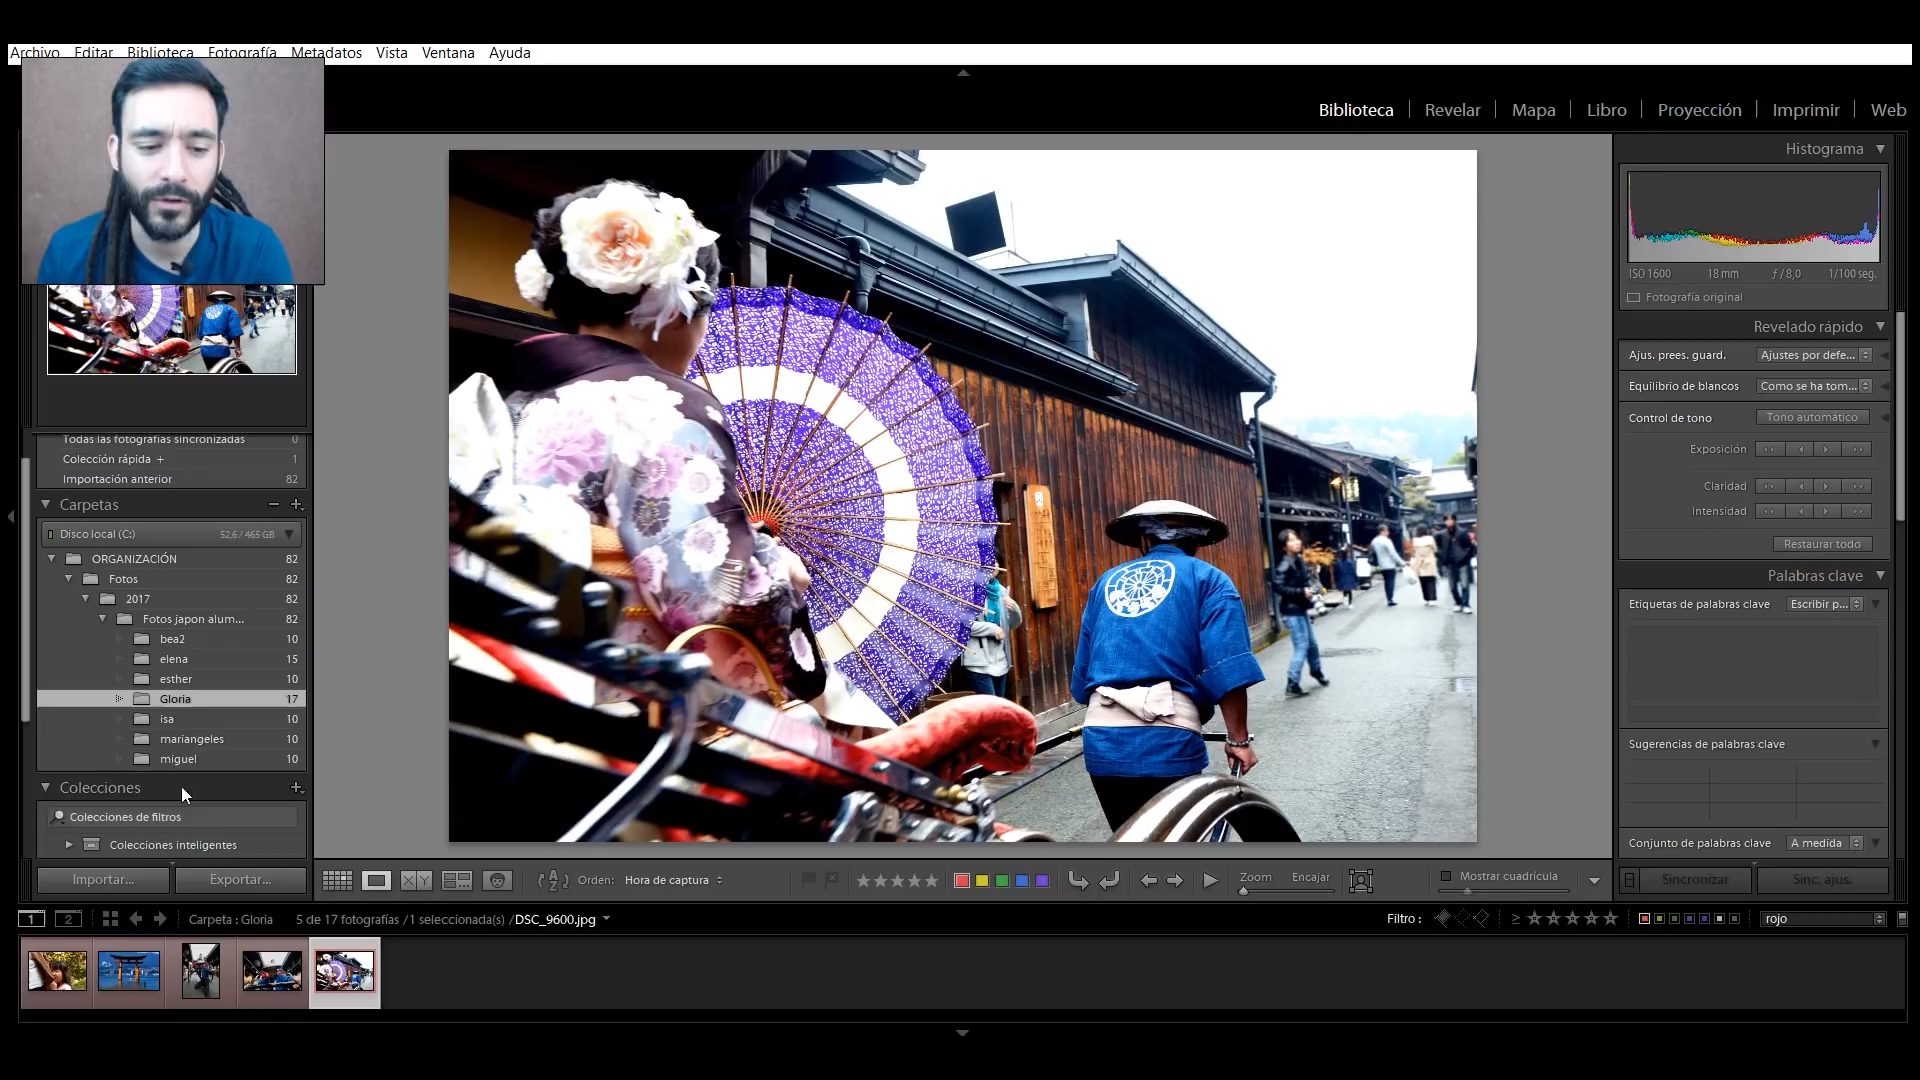 Archivo Editar Biblioteca Fotografía Metadatos Vista Ventana Ayuda
Biblioteca Revelar Mapa Libro Proyección Imprimir Web
Histograma
ISO 1600 18 mm ƒ / 8,0 1/100 seg.
Fotografía original
Revelado rápido
Ajus. prees. guard. Ajustes por defe...
Equilibrio de blancos Como se ha tom...
Control de tono Tono automático
Exposición
Claridad
Intensidad
Restaurar todo
Palabras clave
Etiquetas de palabras clave Escribir p...
Sugerencias de palabras clave
Conjunto de palabras clave A medida
Sincronizar Sinc. ajus.
Todas las fotografías sincronizadas 0
Colección rápida + 1
Importación anterior 82
Carpetas
Disco local (C:) 52,6 / 465 GB
ORGANIZACIÓN 82
Fotos 82
2017 82
Fotos japon alum... 82
bea2 10
elena 15
esther 10
Gloria 17
isa 10
mariangeles 10
miguel 10
Colecciones
Colecciones de filtros
Colecciones inteligentes
Importar... Exportar...
XY Orden: Hora de captura Zoom Encajar Mostrar cuadrícula
1 2 Carpeta : Gloria 5 de 17 fotografías /1 seleccionada(s) /DSC_9600.jpg Filtro : ≥ rojo